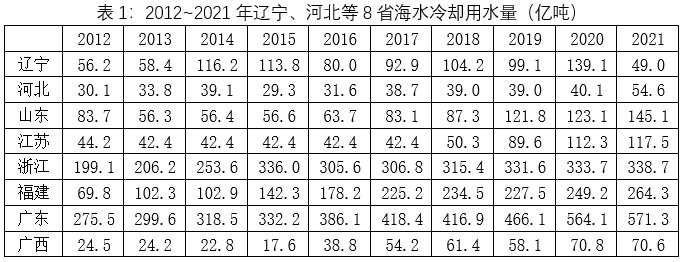 表 1：2012~2021 年辽宁、河北等 8 省海水冷却用水量（亿吨）
2012 2013 2014 2015 2016 2017 2018 2019 2020 2021
辽宁 56.2 58.4 116.2 113.8 80.0 92.9 104.2 99.1 139.1 49.0
河北 30.1 33.8 39.1 29.3 31.6 38.7 39.0 39.0 40.1 54.6
山东 83.7 56.3 56.4 56.6 63.7 83.1 87.3 121.8 123.1 145.1
江苏 44.2 42.4 42.4 42.4 42.4 42.4 50.3 89.6 112.3 117.5
浙江 199.1 206.2 253.6 336.0 305.6 306.8 315.4 331.6 333.7 338.7
福建 69.8 102.3 102.9 142.3 178.2 225.2 234.5 227.5 249.2 264.3
广东 275.5 299.6 318.5 332.2 386.1 418.4 416.9 466.1 564.1 571.3
广西 24.5 24.2 22.8 17.6 38.8 54.2 61.4 58.1 70.8 70.6